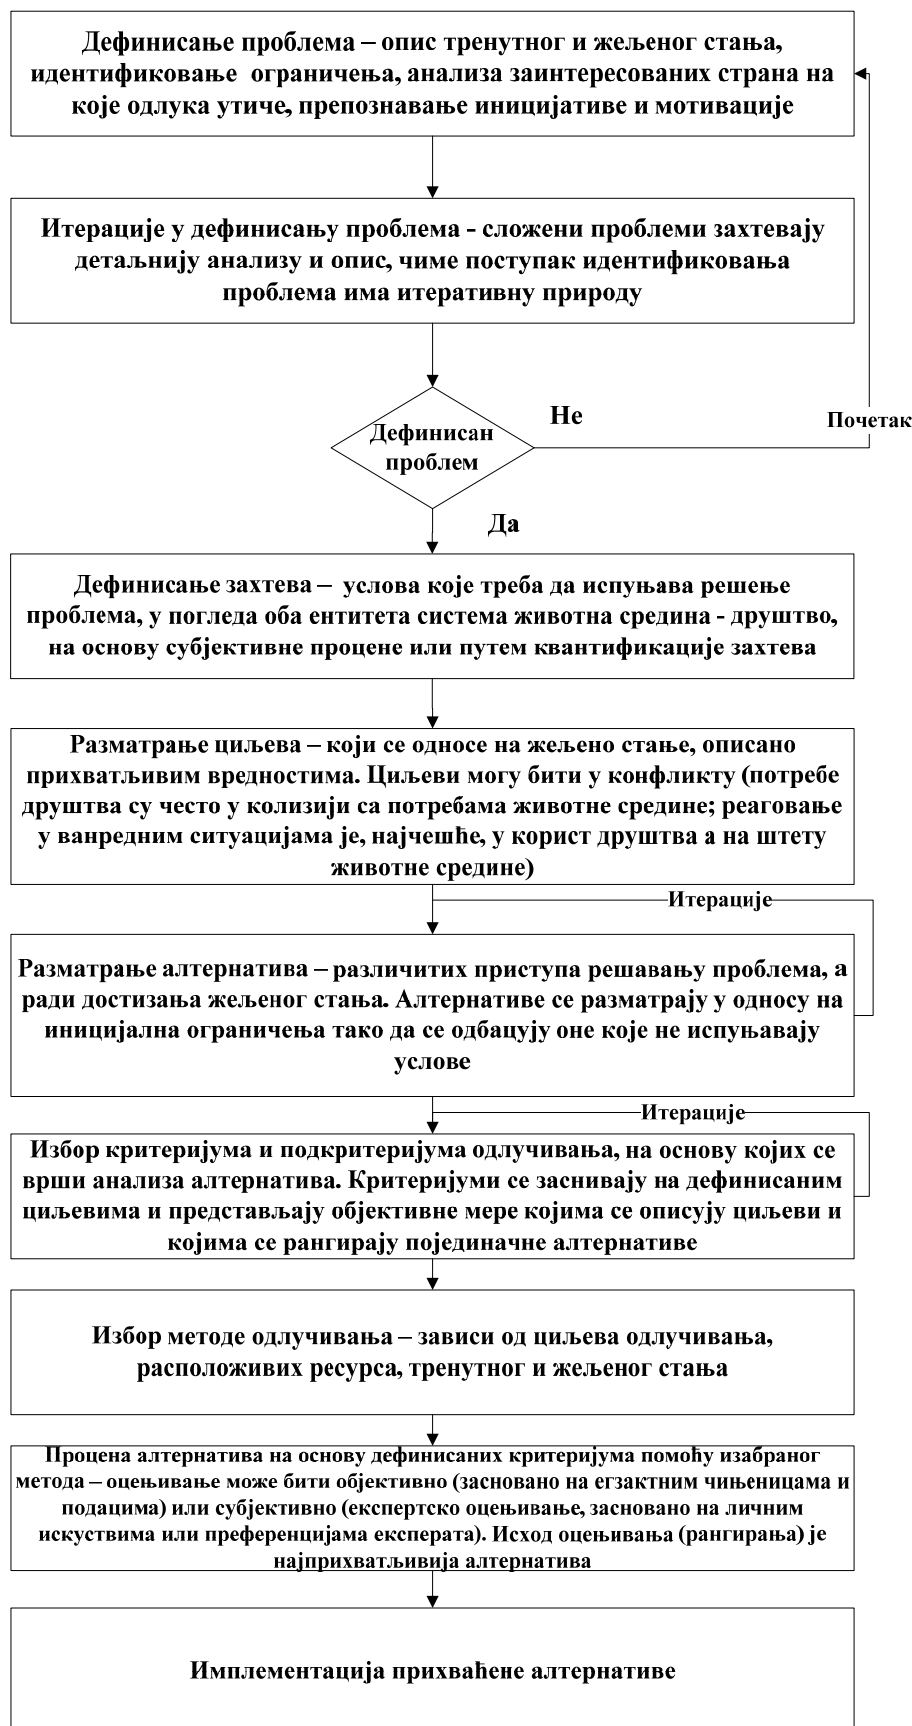 Дефинисање проблема – опис тренутног и жељеног стања,
идентификовање ограничења, анализа заинтересованих страна на
које одлука утиче, препознавање иницијативе и мотивације
Итерације у дефинисању проблема - сложени проблеми захтевају
детаљнију анализу и опис, чиме поступак идентификовања
проблема има итеративну природу
Не
Почетак
Дефинисан
проблем
Да
Дефинисање захтева – услова које треба да испуњава решење
проблема, у погледа оба ентитета система животна средина - друштво,
на основу субјективне процене или путем квантификације захтева
Разматрање циљева – који се односе на жељено стање, описано
прихватљивим вредностима. Циљеви могу бити у конфликту (потребе
друштва су често у колизији са потребама животне средине; реаговање
у ванредним ситуацијама је, најчешће, у корист друштва а на штету
животне средине)
Итерације
Разматрање алтернатива – различитих приступа решавању проблема, а
ради достизања жељеног стања. Алтернативе се разматрају у односу на
иницијална ограничења тако да се одбацују оне које не испуњавају
услове
Итерације
Избор критеријума и подкритеријума одлучивања, на основу којих се
врши анализа алтернатива. Критеријуми се заснивају на дефинисаним
циљевима и представљају објективне мере којима се описују циљеви и
којима се рангирају појединачне алтернативе
Избор методе одлучивања – зависи од циљева одлучивања,
расположивих ресурса, тренутног и жељеног стања
Процена алтернатива на основу дефинисаних критеријума помоћу изабраног
метода – оцењивање може бити објективно (засновано на егзактним чињеницама и
подацима) или субјективно (експертско оцењивање, засновано на личним
искуствима или преференцијама експерата). Исход оцењивања (рангирања) је
најприхватљивија алтернатива
Имплементација прихваћене алтернативе